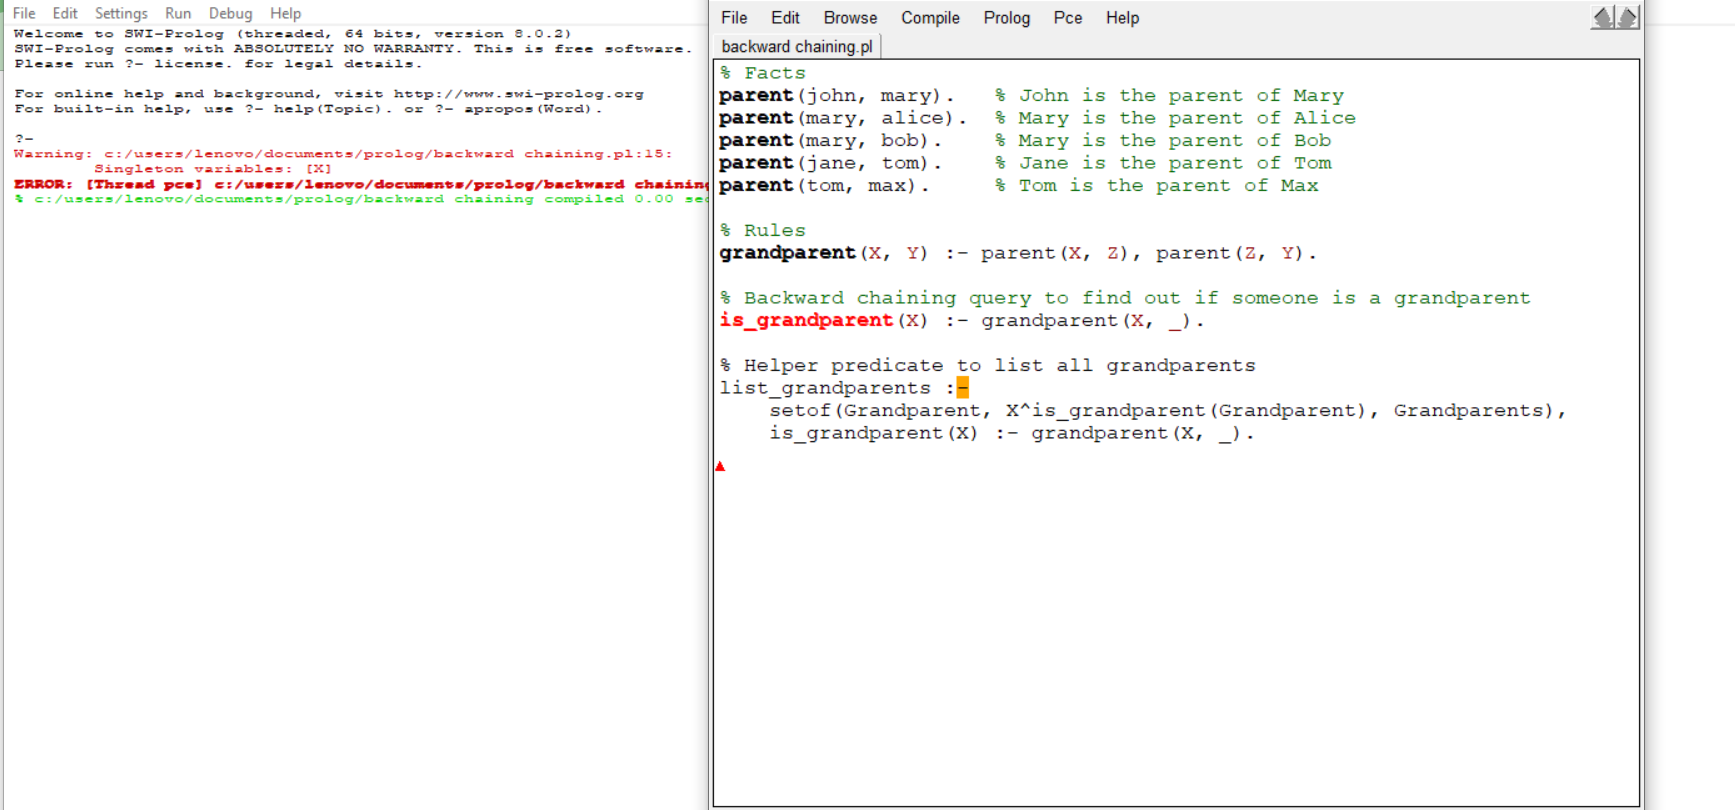 File Edit Settings Run Debug Help
Welcome to SWI-Prolog (threaded, 64 bits, version 8.0.2)
SWI-Prolog comes with ABSOLUTELY NO WARRANTY. This is free software.
Please run ?- license. for legal details.
For online help and background, visit http://www.swi-prolog.org
For built-in help, use ?- help(Topic). or ?- apropos(Word).
?-
Warning: c:/users/lenovo/documents/prolog/backward chaining.pl:15:
Singleton variables: [X]
ERROR: [Thread pce] c:/users/lenovo/documents/prolog/backward chaining
% c:/users/lenovo/documents/prolog/backward chaining compiled 0.00 sec
File Edit Browse Compile Prolog Pce Help
backward chaining.pl
% Facts
parent(john, mary). % John is the parent of Mary
parent(mary, alice). % Mary is the parent of Alice
parent(mary, bob). % Mary is the parent of Bob
parent(jane, tom). % Jane is the parent of Tom
parent(tom, max). % Tom is the parent of Max
% Rules
grandparent(X, Y) :- parent(X, Z), parent(Z, Y).
% Backward chaining query to find out if someone is a grandparent
is_grandparent(X) :- grandparent(X, _).
% Helper predicate to list all grandparents
list_grandparents :-
setof(Grandparent, X^is_grandparent(Grandparent), Grandparents),
is_grandparent(X) :- grandparent(X, _).